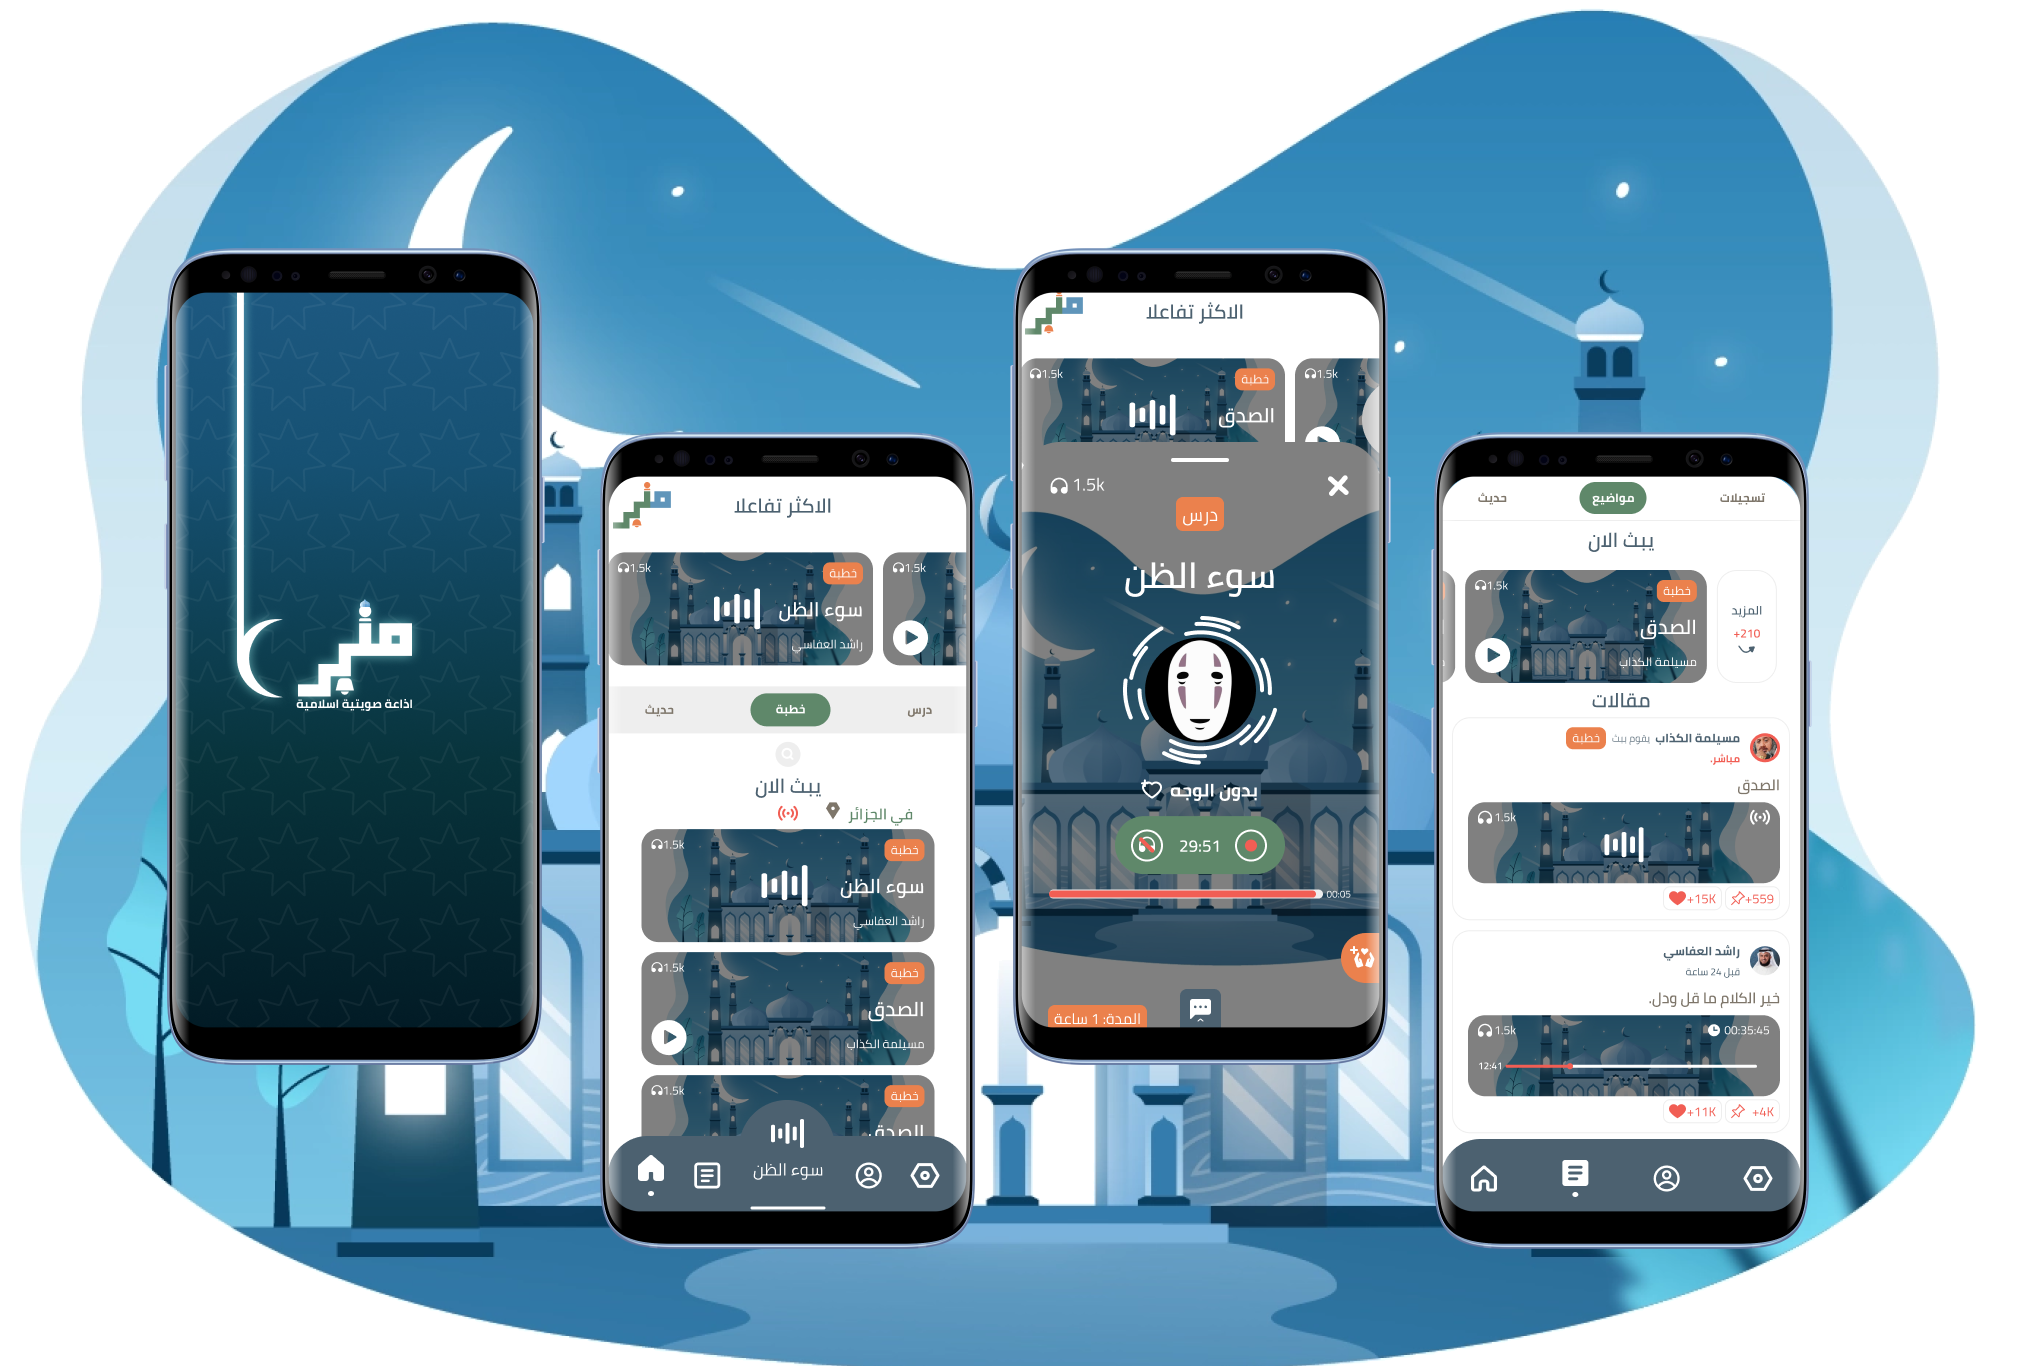 منبر
اذاعة صويتية اسلامية
الاكثر تفاعلا
1.5k
خطبة
سوء الظن
راشد العفاسي
1.5k
درس
خطبة
حديث
يبث الان
في الجزائر
1.5k
خطبة
سوء الظن
راشد العفاسي
1.5k
خطبة
الصدق
مسيلمة الكذاب
1.5k
خطبة
الصدق
سوء الظن
منبر
الاكثر تفاعلا
1.5k
خطبة
الصدق
1.5k
1.5k
درس
سوء الظن
بدون الوجه
29:51
00:05
المدة: 1 ساعة
تسجيلات
مواضيع
حديث
يبث الان
1.5k
خطبة
الصدق
مسيلمة الكذاب
المزيد
+210
مقالات
مسيلمة الكذاب يقوم ببث خطبة
مباشر.
الصدق
1.5k
+15K
+559
راشد العفاسي
قبل 24 ساعة
خير الكلام ما قل ودل.
1.5k
00:35:45
12:41
+11K
+4K